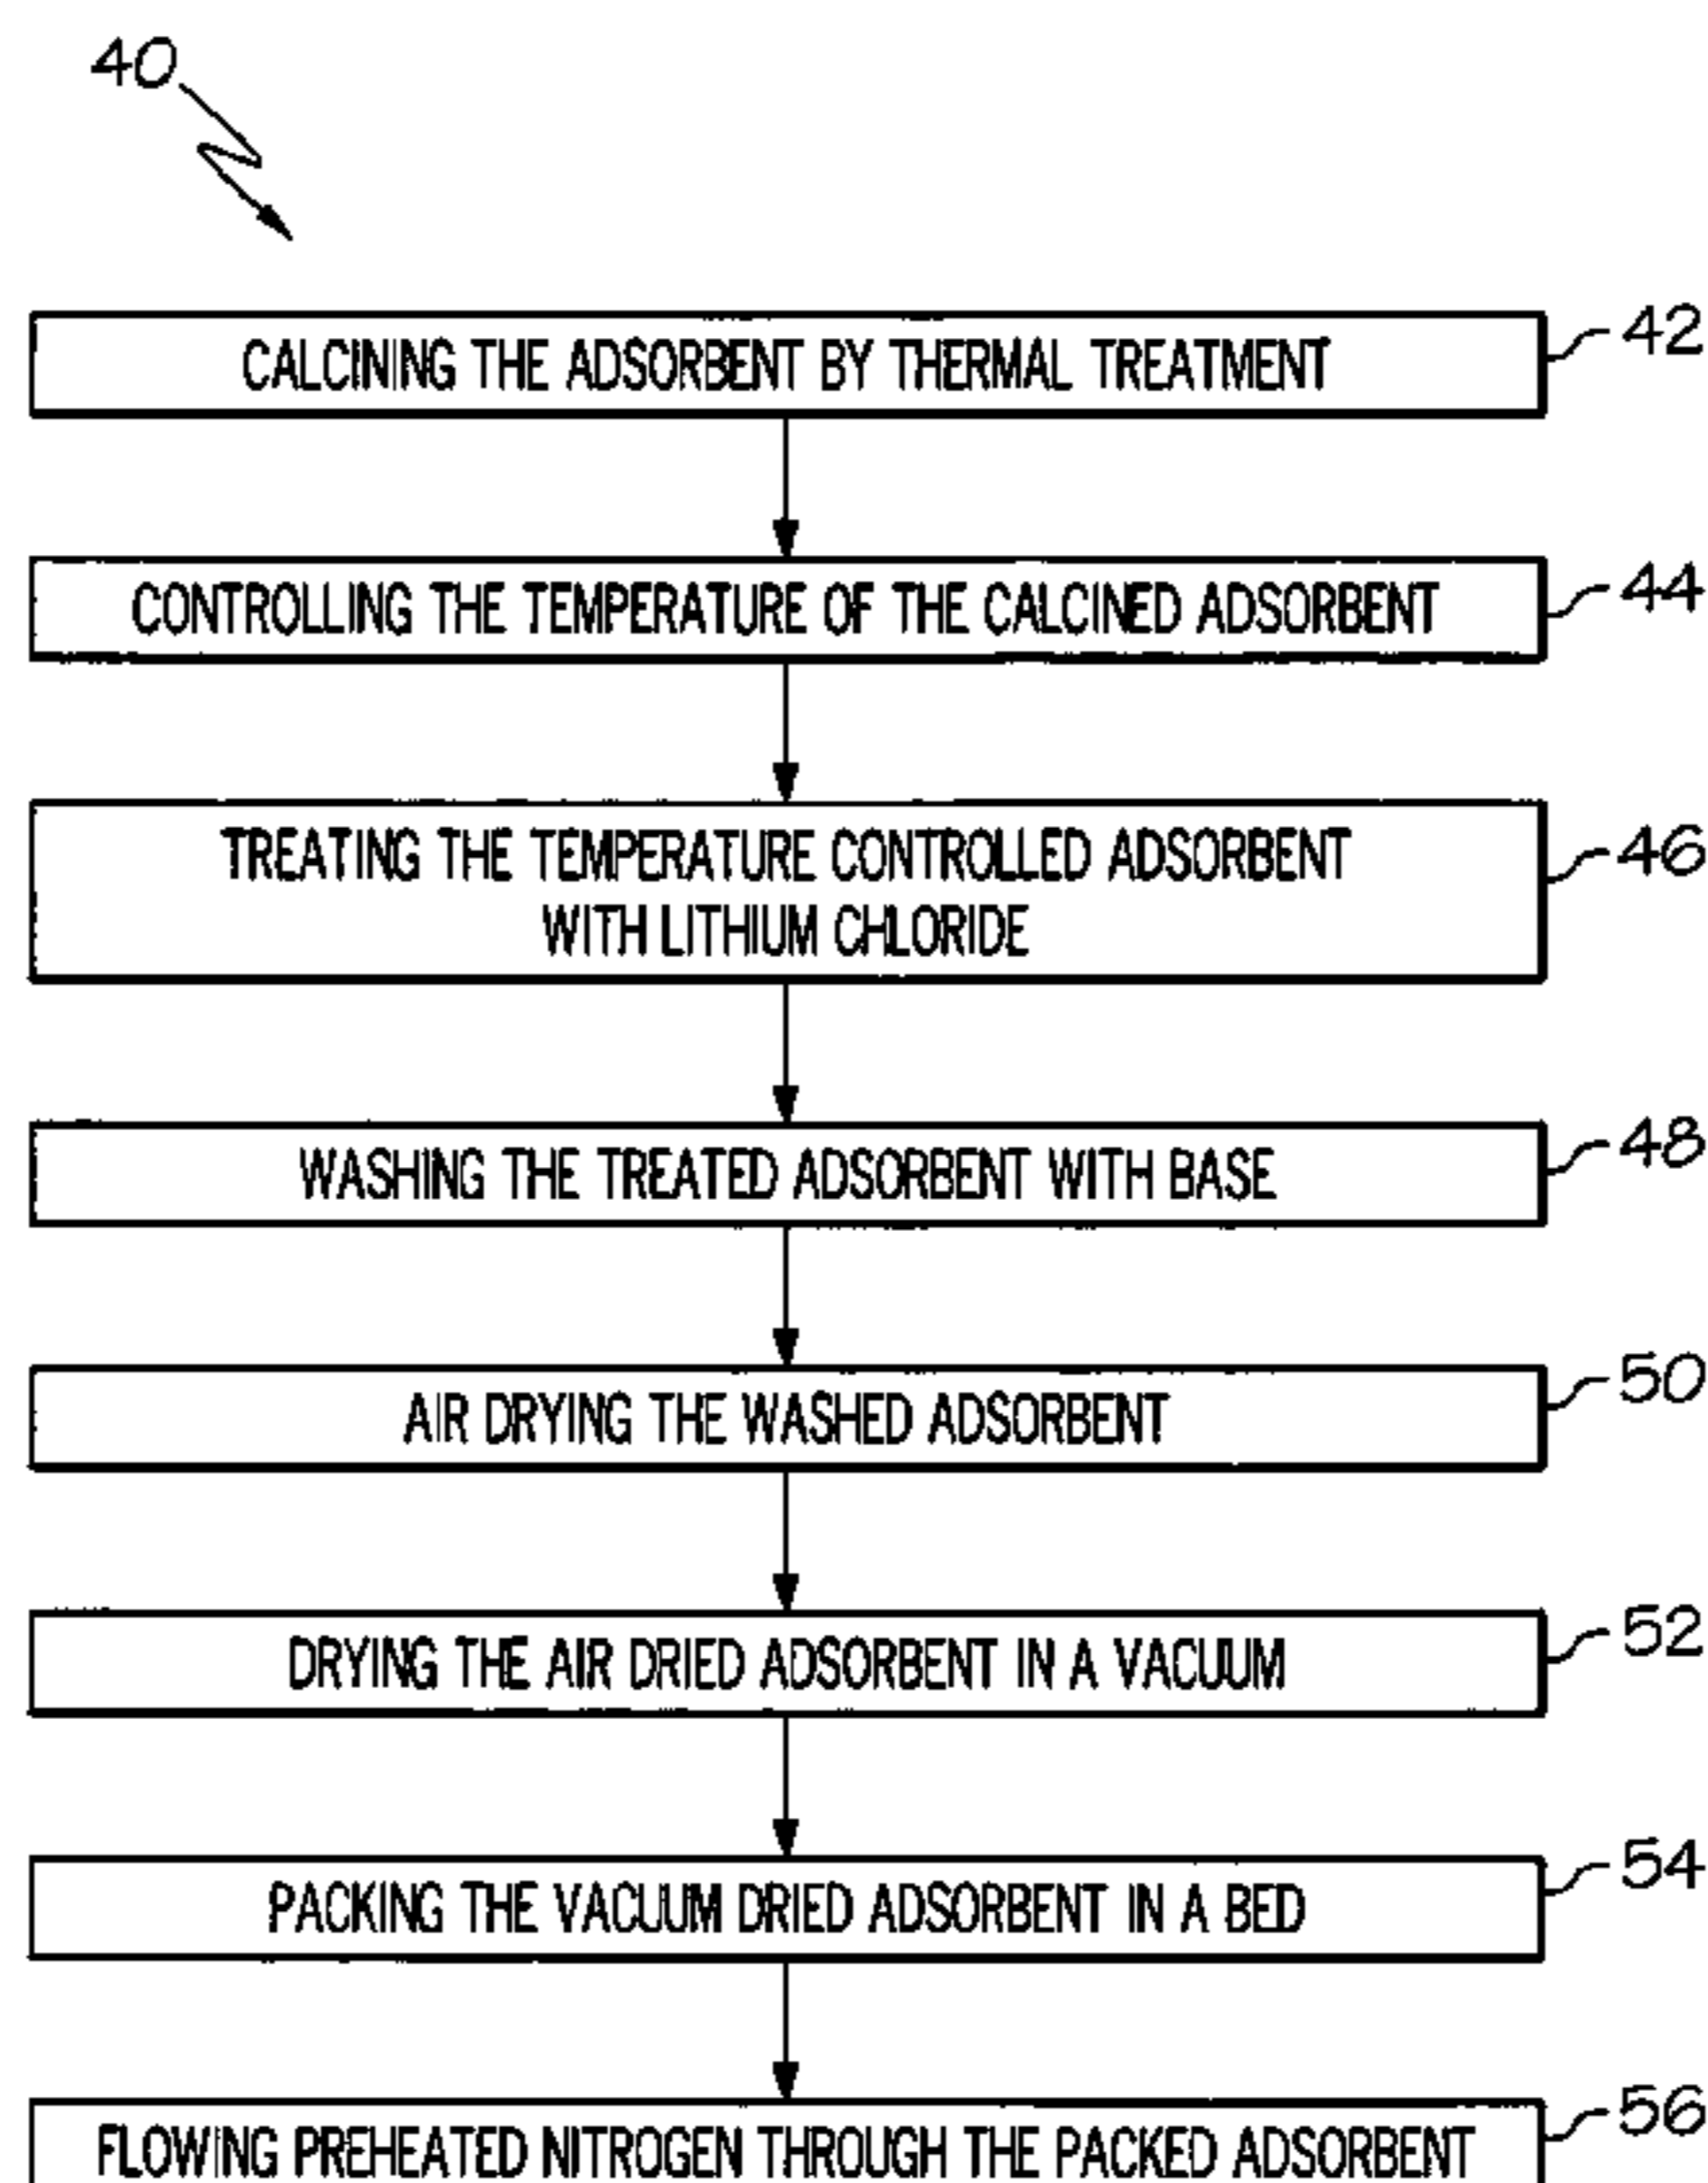 40
CALCINING THE ADSORBENT BY THERMAL TREATMENT
42
CONTROLLING THE TEMPERATURE OF THE CALCINED ADSORBENT
44
TREATING THE TEMPERATURE CONTROLLED ADSORBENT
WITH LITHIUM CHLORIDE
46
WASHING THE TREATED ADSORBENT WITH BASE
48
AIR DRYING THE WASHED ADSORBENT
50
DRYING THE AIR DRIED ADSORBENT IN A VACUUM
52
PACKING THE VACUUM DRIED ADSORBENT IN A BED
54
FLOWING PREHEATED NITROGEN THROUGH THE PACKED ADSORBENT
56